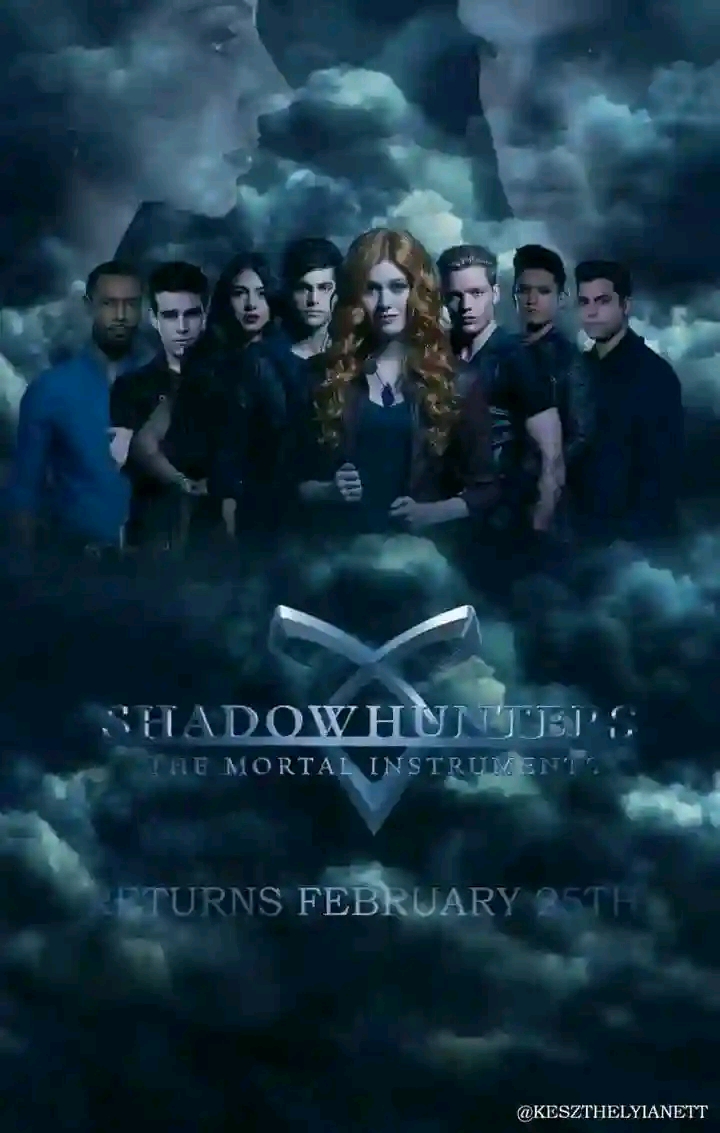 SHADOWHUNTERS
THE MORTAL INSTRUMENTS
RETURNS FEBRUARY 25TH
@KESZTHELYIANETT